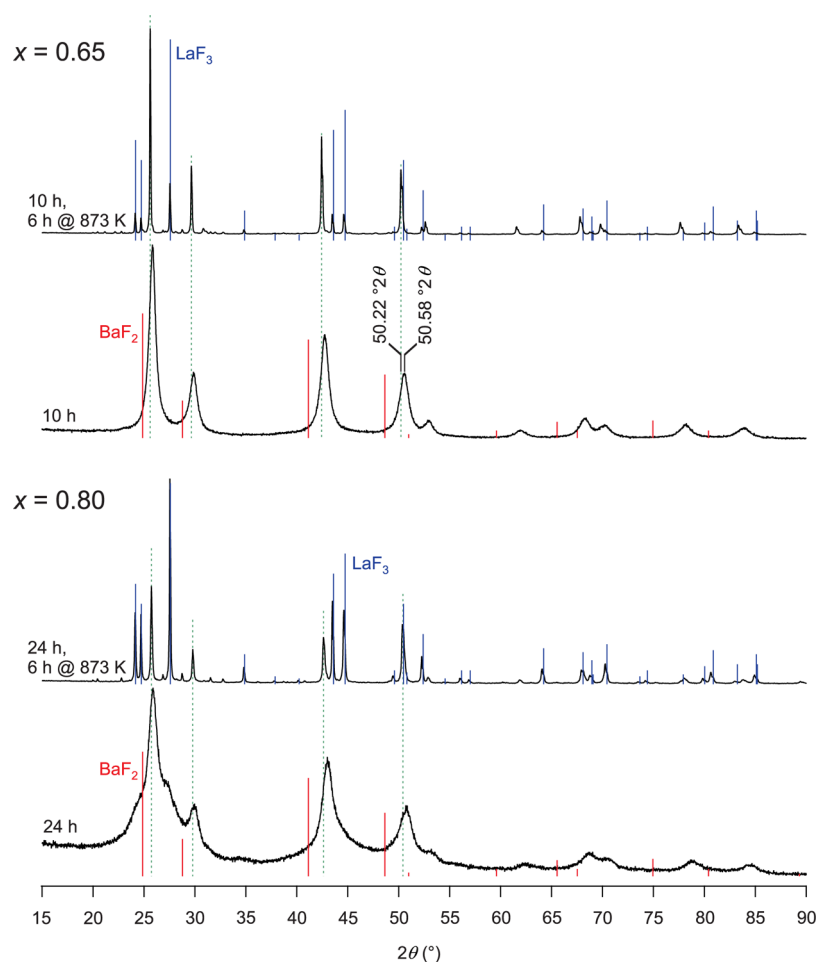 x = 0.65
LaF3
10 h,
6 h @ 873 K
BaF2
50.22 °2θ
50.58 °2θ
10 h
x = 0.80
LaF3
24 h,
6 h @ 873 K
BaF2
24 h
15 20 25 30 35 40 45 50 55 60 65 70 75 80 85 90
2θ (°)